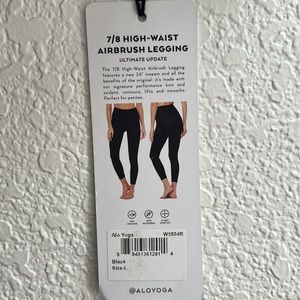 7/8 HIGH-WAIST
AIRBRUSH LEGGING
ULTIMATE UPDATE
The 7/8 High-Waist Airbrush Legging
features a new 24" inseam and all the
benefits of the original: it's made with
our signature performance knit and
sculpts, contours, lifts and smooths.
Perfect for petites.
Alo Yoga W5604R
Black
Size:L
@ALOYOGA